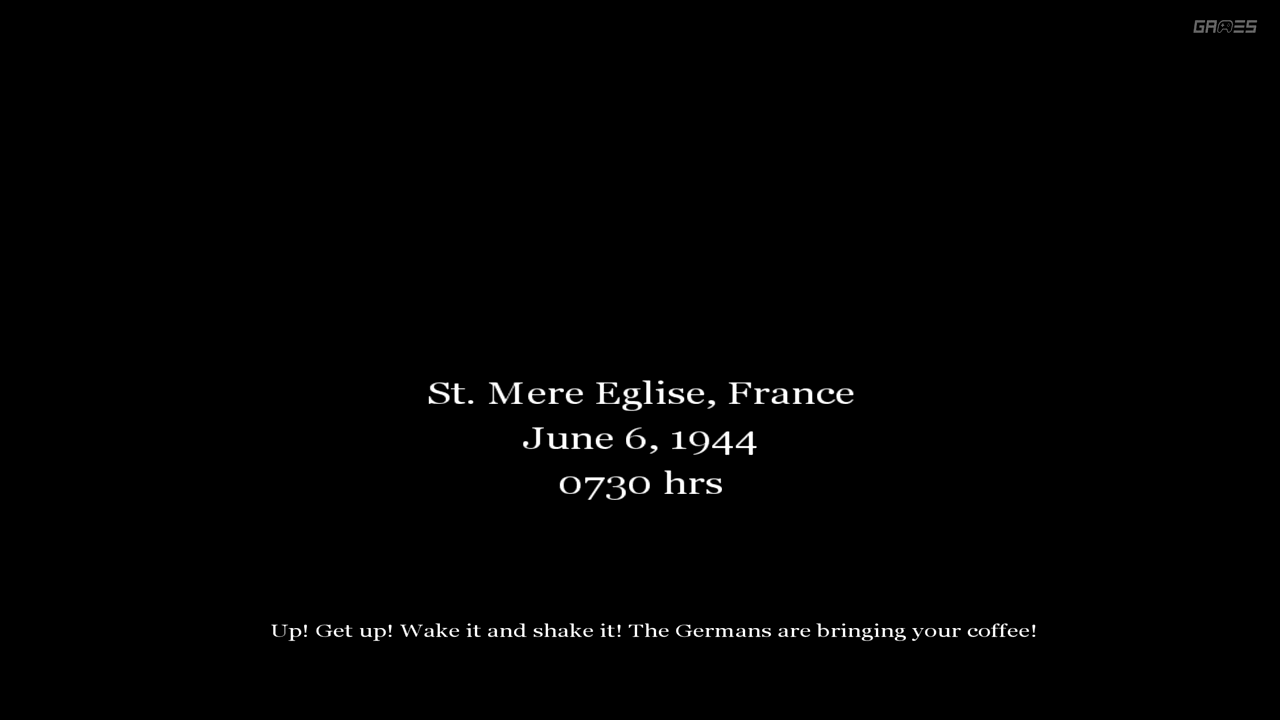 GAMES
St. Mere Eglise, France
June 6, 1944
0730 hrs
Up! Get up! Wake it and shake it! The Germans are bringing your coffee!